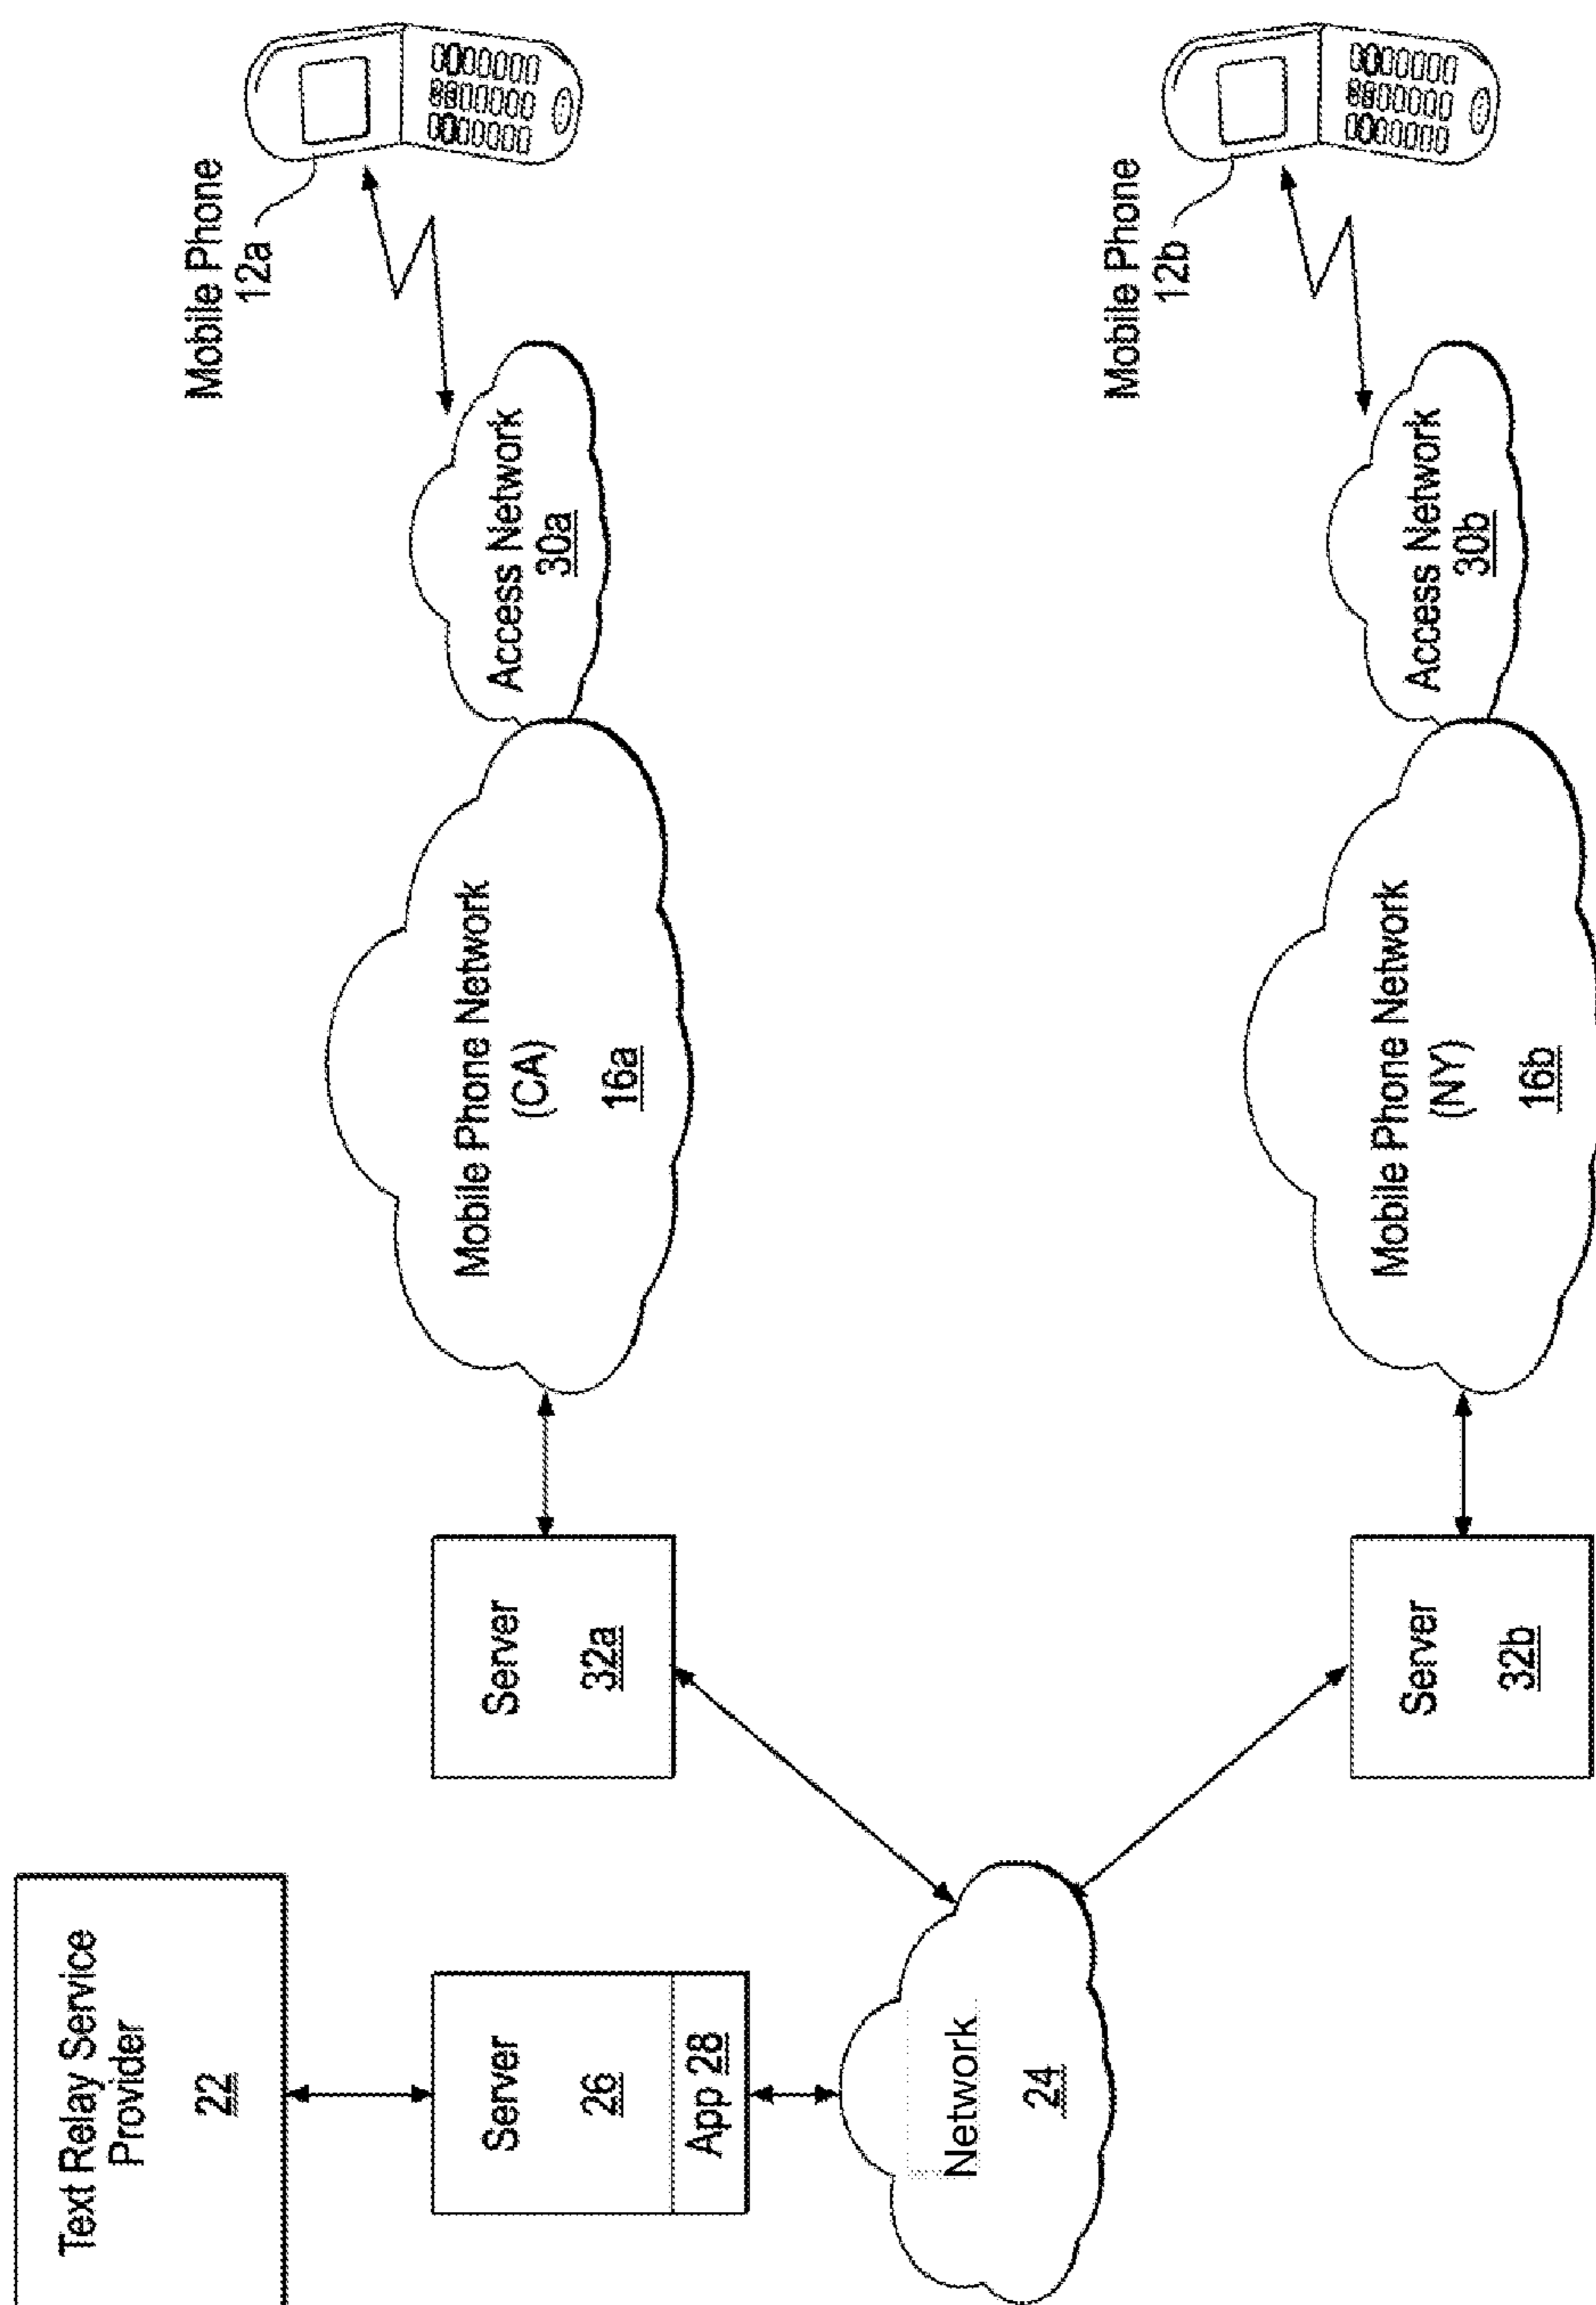 Text Relay Service
Provider
22
Server
26
App 28
Network
24
Server
32a
Mobile Phone Network
(CA)
16a
Access Network
30a
Mobile Phone
12a
Server
32b
Mobile Phone Network
(NY)
16b
Access Network
30b
Mobile Phone
12b